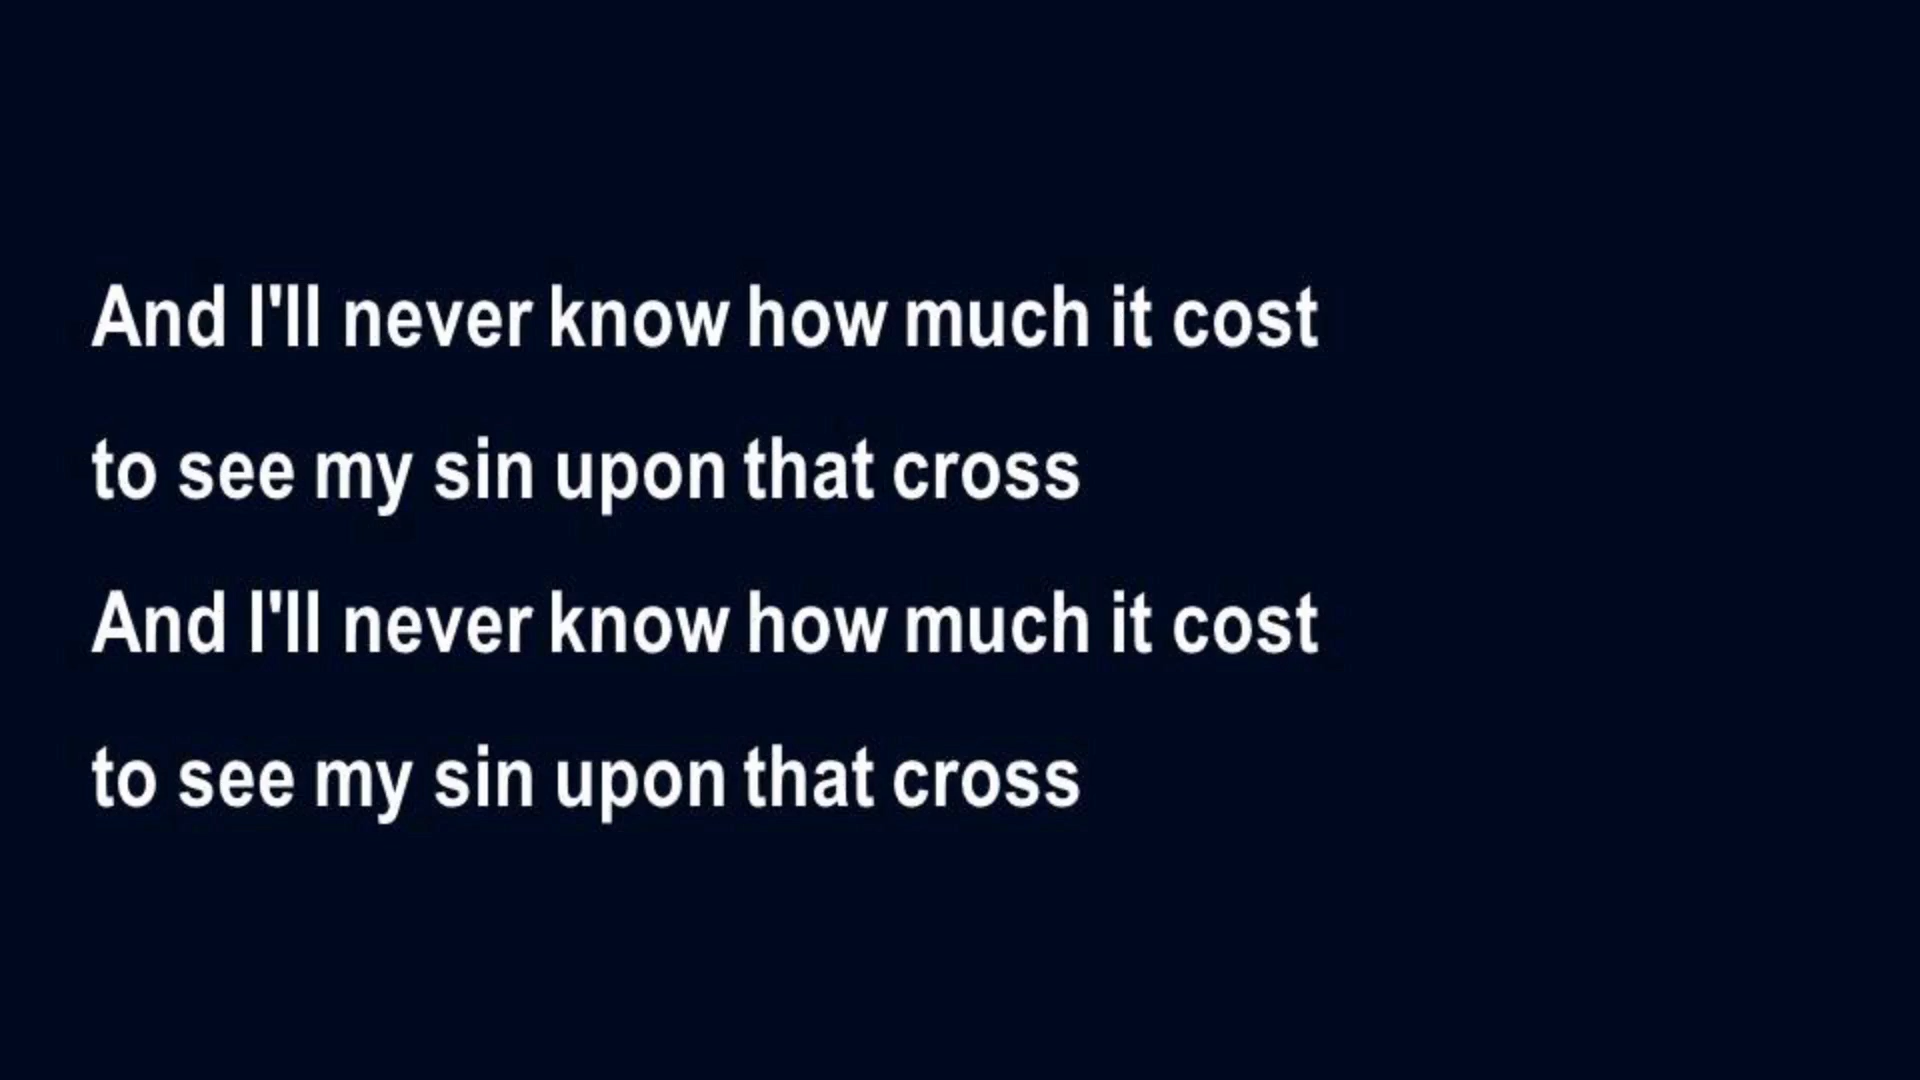 And I'll never know how much it cost
to see my sin upon that cross
And I'll never know how much it cost
to see my sin upon that cross